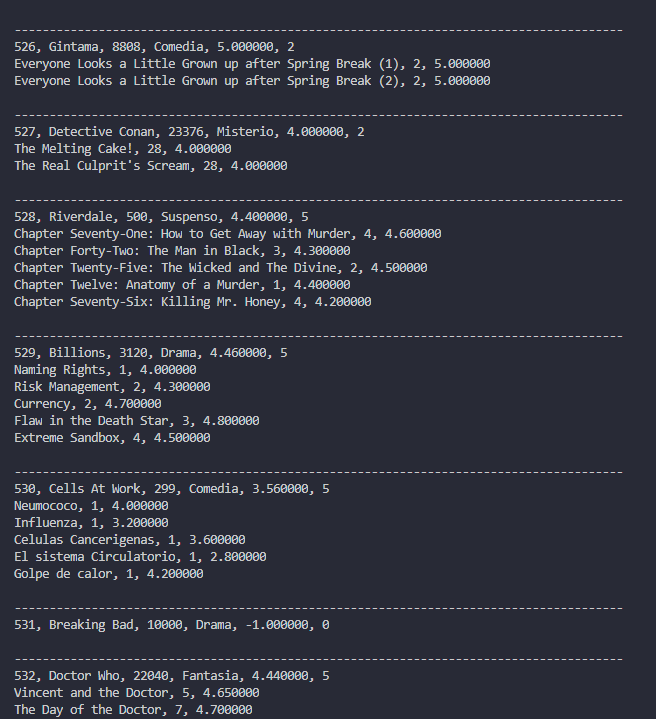 ---------------------------------------------------------------------------------------
526, Gintama, 8808, Comedia, 5.000000, 2
Everyone Looks a Little Grown up after Spring Break (1), 2, 5.000000
Everyone Looks a Little Grown up after Spring Break (2), 2, 5.000000
---------------------------------------------------------------------------------------
527, Detective Conan, 23376, Misterio, 4.000000, 2
The Melting Cake!, 28, 4.000000
The Real Culprit's Scream, 28, 4.000000
---------------------------------------------------------------------------------------
528, Riverdale, 500, Suspenso, 4.400000, 5
Chapter Seventy-One: How to Get Away with Murder, 4, 4.600000
Chapter Forty-Two: The Man in Black, 3, 4.300000
Chapter Twenty-Five: The Wicked and The Divine, 2, 4.500000
Chapter Twelve: Anatomy of a Murder, 1, 4.400000
Chapter Seventy-Six: Killing Mr. Honey, 4, 4.200000
---------------------------------------------------------------------------------------
529, Billions, 3120, Drama, 4.460000, 5
Naming Rights, 1, 4.000000
Risk Management, 2, 4.300000
Currency, 2, 4.700000
Flaw in the Death Star, 3, 4.800000
Extreme Sandbox, 4, 4.500000
---------------------------------------------------------------------------------------
530, Cells At Work, 299, Comedia, 3.560000, 5
Neumococo, 1, 4.000000
Influenza, 1, 3.200000
Celulas Cancerigenas, 1, 3.600000
El sistema Circulatorio, 1, 2.800000
Golpe de calor, 1, 4.200000
---------------------------------------------------------------------------------------
531, Breaking Bad, 10000, Drama, -1.000000, 0
---------------------------------------------------------------------------------------
532, Doctor Who, 22040, Fantasia, 4.440000, 5
Vincent and the Doctor, 5, 4.650000
The Day of the Doctor, 7, 4.700000